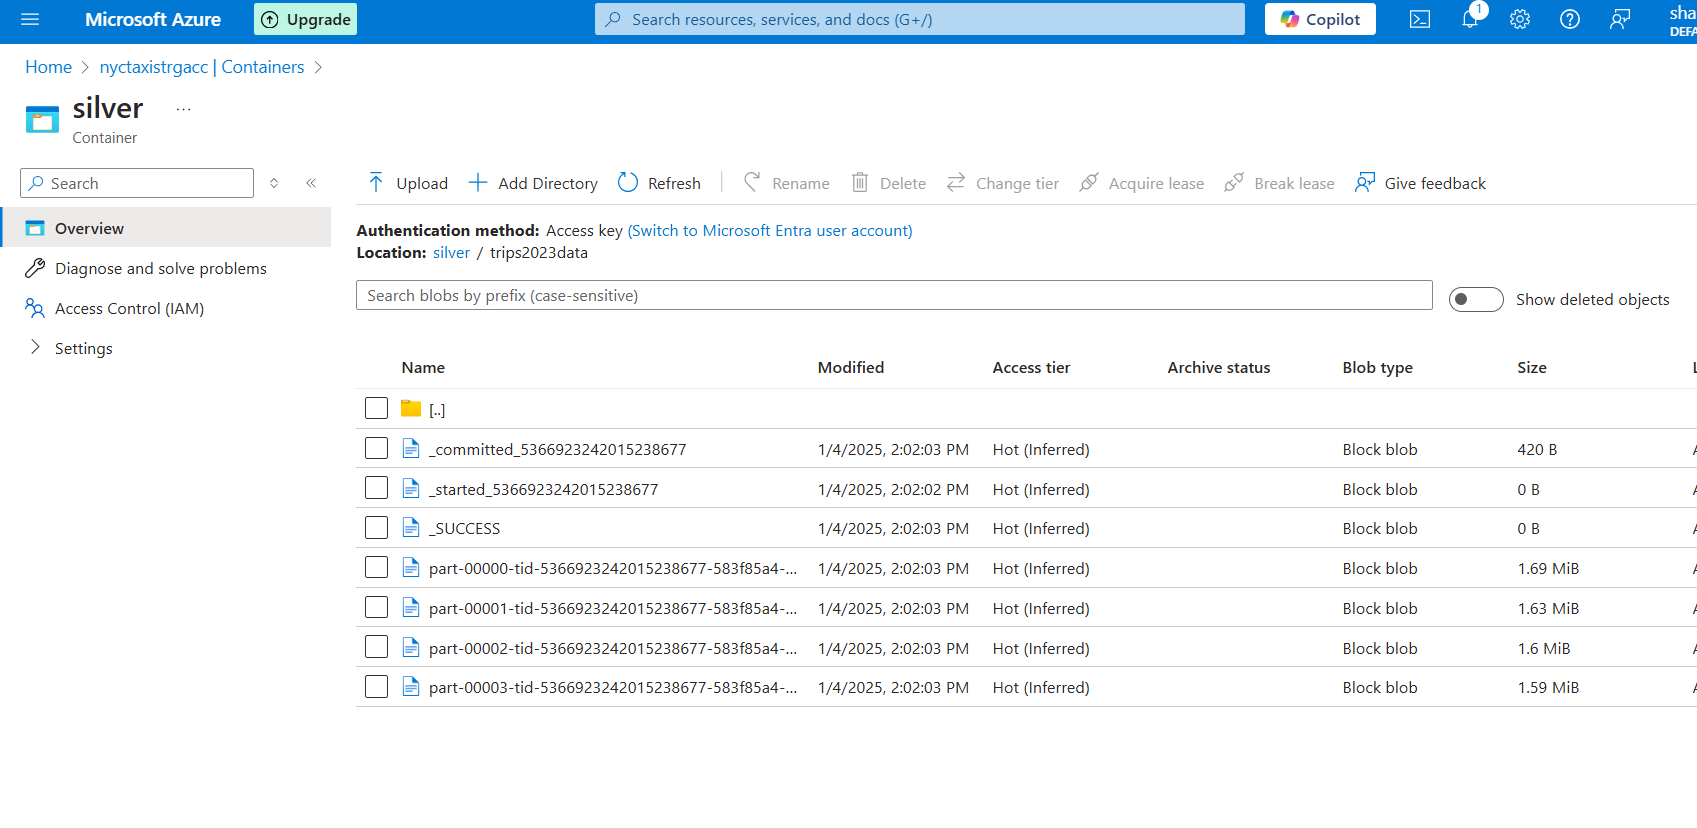 Microsoft Azure Upgrade Search resources, services, and docs (G+/) Copilot 1 sha
DEFA
Home > nyctaxistrgacc | Containers >
silver ...
Container
Search
Overview
Diagnose and solve problems
Access Control (IAM)
Settings
Upload Add Directory Refresh Rename Delete Change tier Acquire lease Break lease Give feedback
Authentication method: Access key (Switch to Microsoft Entra user account)
Location: silver / trips2023data
Search blobs by prefix (case-sensitive) Show deleted objects
Name Modified Access tier Archive status Blob type Size
[..]
_committed_5366923242015238677 1/4/2025, 2:02:03 PM Hot (Inferred) Block blob 420 B
_started_5366923242015238677 1/4/2025, 2:02:02 PM Hot (Inferred) Block blob 0 B
_SUCCESS 1/4/2025, 2:02:03 PM Hot (Inferred) Block blob 0 B
part-00000-tid-5366923242015238677-583f85a4-... 1/4/2025, 2:02:03 PM Hot (Inferred) Block blob 1.69 MiB
part-00001-tid-5366923242015238677-583f85a4-... 1/4/2025, 2:02:03 PM Hot (Inferred) Block blob 1.63 MiB
part-00002-tid-5366923242015238677-583f85a4-... 1/4/2025, 2:02:03 PM Hot (Inferred) Block blob 1.6 MiB
part-00003-tid-5366923242015238677-583f85a4-... 1/4/2025, 2:02:03 PM Hot (Inferred) Block blob 1.59 MiB